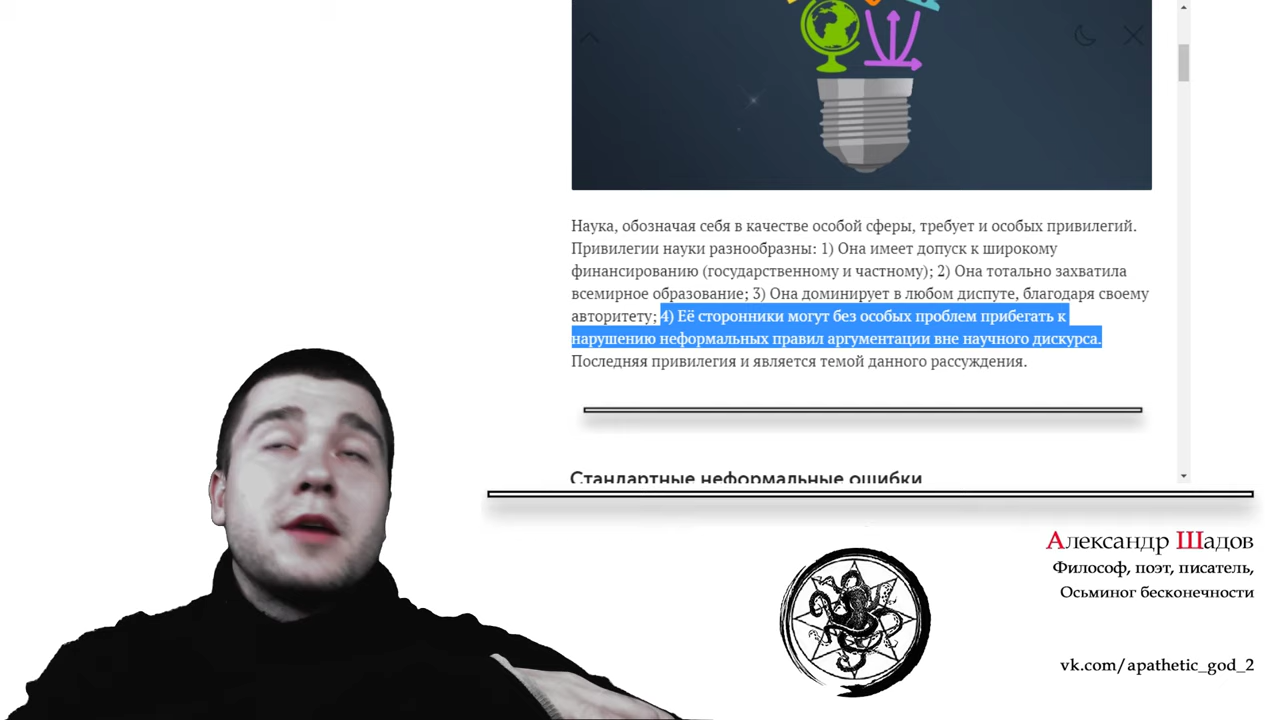 Наука, обозначая себя в качестве особой сферы, требует и особых привилегий.
Привилегии науки разнообразны: 1) Она имеет допуск к широкому
финансированию (государственному и частному); 2) Она тотально захватила
всемирное образование; 3) Она доминирует в любом диспуте, благодаря своему
авторитету; 4) Её сторонники могут без особых проблем прибегать к
нарушению неформальных правил аргументации вне научного дискурса.
Последняя привилегия и является темой данного рассуждения.
Стандартные неформальные ошибки
Александр Шадов
Философ, поэт, писатель,
Осьминог бесконечности
vk.com/apathetic_god_2